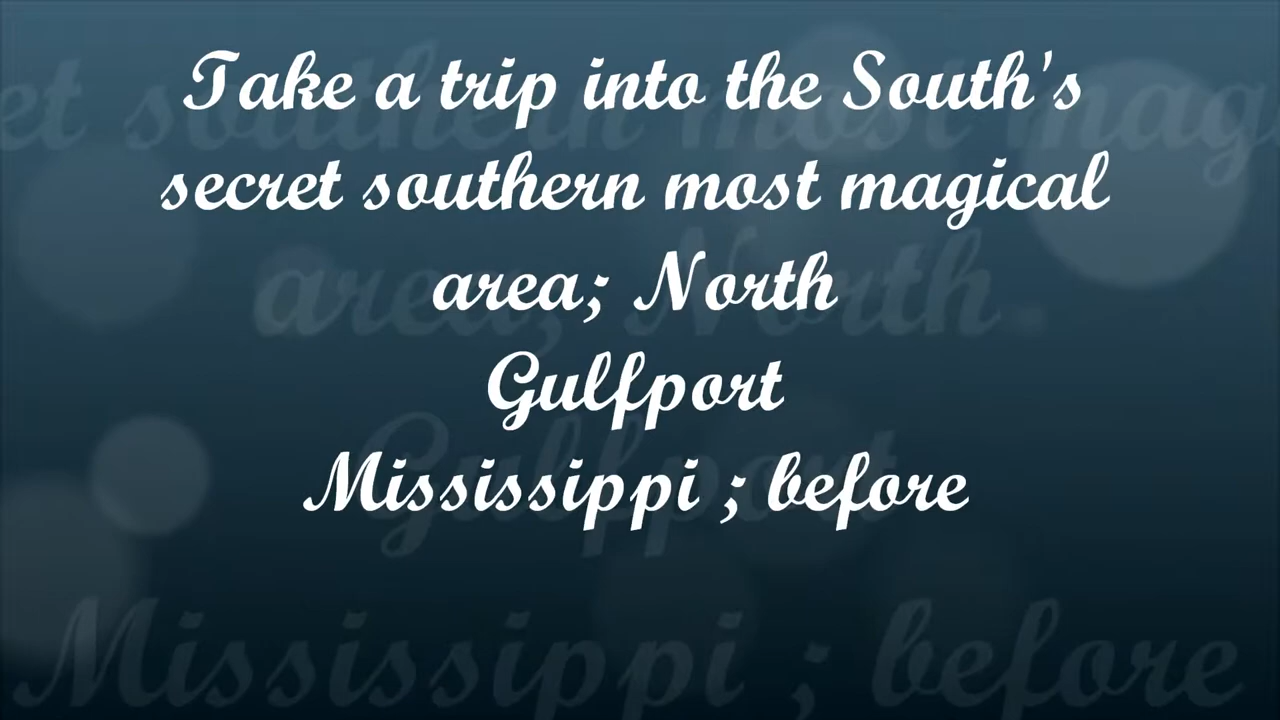 Take a trip into the South's
secret southern most magical
area; North
Gulfport
Mississippi ; before